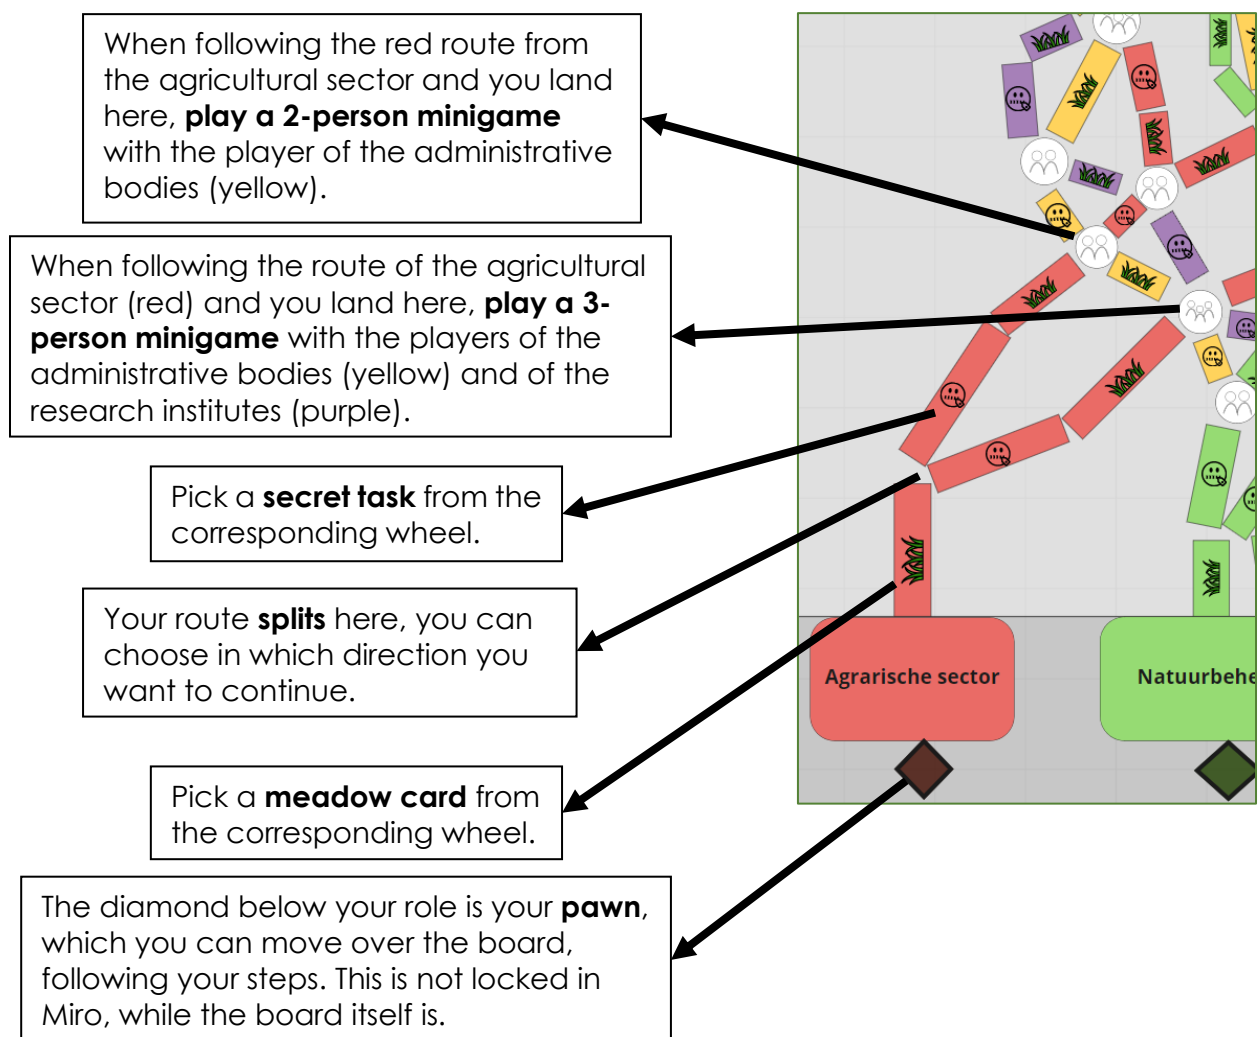 When following the red route from
the agricultural sector and you land
here, play a 2-person minigame
with the player of the administrative
bodies (yellow).
When following the route of the agricultural
sector (red) and you land here, play a 3-
person minigame with the players of the
administrative bodies (yellow) and of the
research institutes (purple).
Pick a secret task from the
corresponding wheel.
Your route splits here, you can
choose in which direction you
want to continue.
Pick a meadow card from
the corresponding wheel.
The diamond below your role is your pawn,
which you can move over the board,
following your steps. This is not locked in
Miro, while the board itself is.
Agrarische sector
Natuurbehe